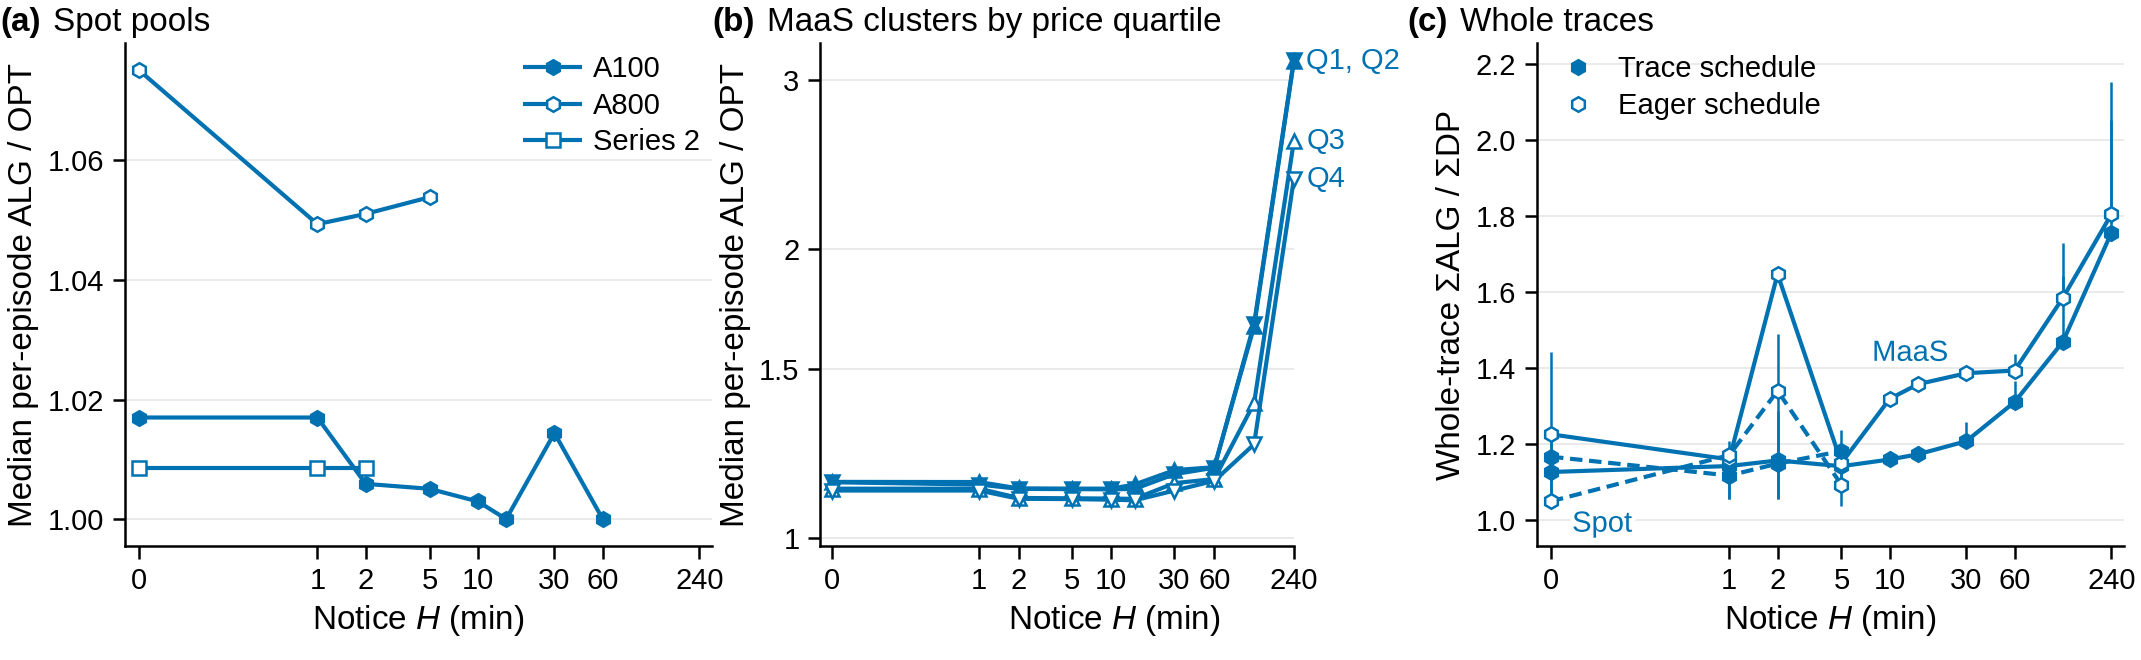 (a) Spot pools
Median per-episode ALG / OPT
1.06
1.04
1.02
1.00
A100
A800
Series 2
0 1 2 5 10 30 60 240
Notice H (min)
(b) MaaS clusters by price quartile
Median per-episode ALG / OPT
3
2
1.5
1
Q1, Q2
Q3
Q4
0 1 2 5 10 30 60 240
Notice H (min)
(c) Whole traces
Whole-trace ΣALG / ΣDP
2.2
2.0
1.8
1.6
1.4
1.2
1.0
Trace schedule
Eager schedule
MaaS
Spot
0 1 2 5 10 30 60 240
Notice H (min)